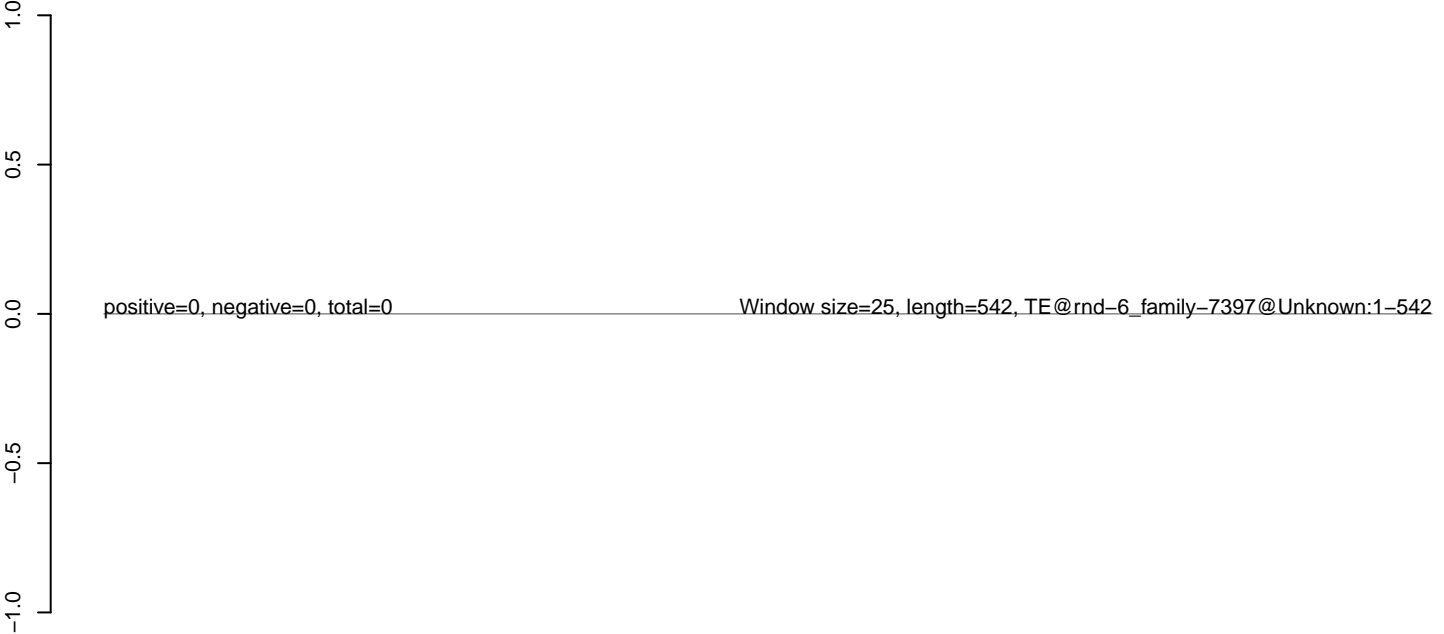 1.0
0.5
0.0
−0.5
−1.0
positive=0, negative=0, total=0
Window size=25, length=542, TE@rnd−6_family−7397@Unknown:1−542